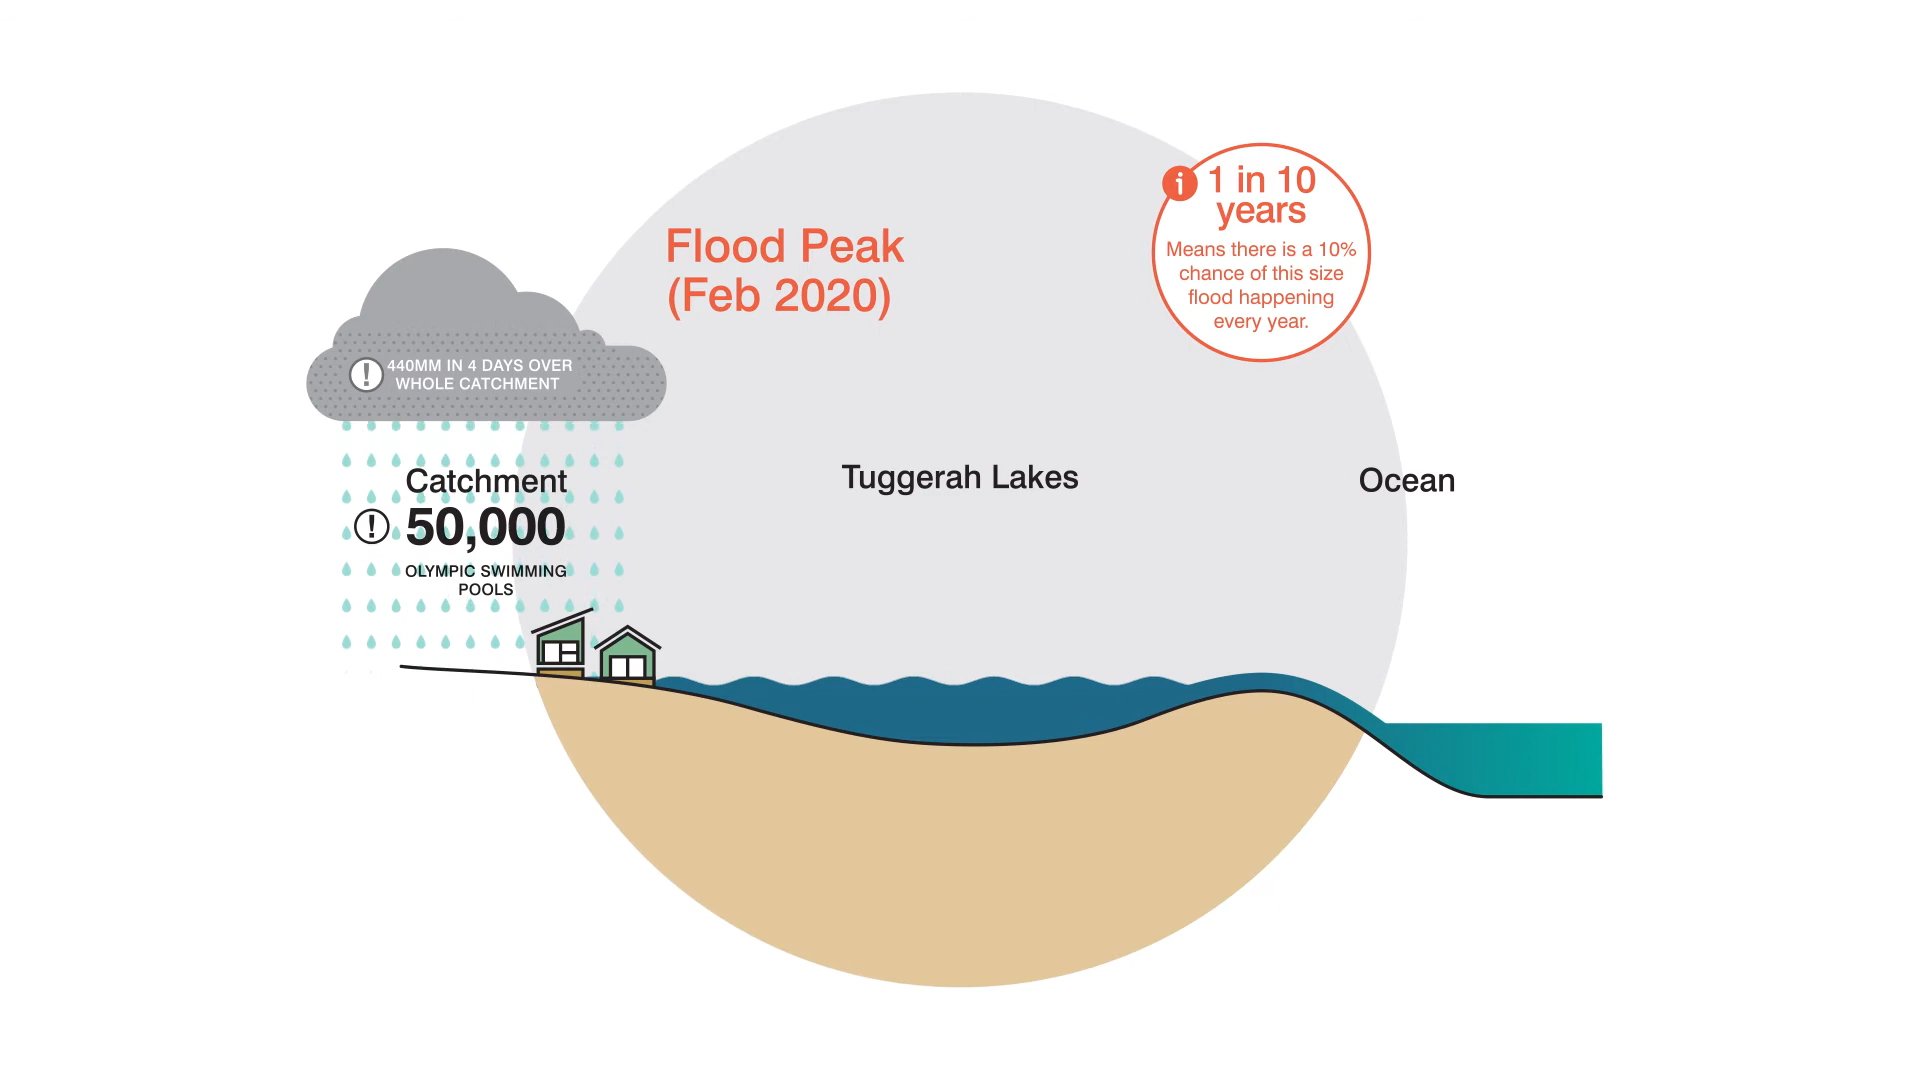 Flood Peak
(Feb 2020)
i
1 in 10
years
Means there is a 10%
chance of this size
flood happening
every year.
!
440MM IN 4 DAYS OVER
WHOLE CATCHMENT
Catchment
!
50,000
OLYMPIC SWIMMING
POOLS
Tuggerah Lakes
Ocean